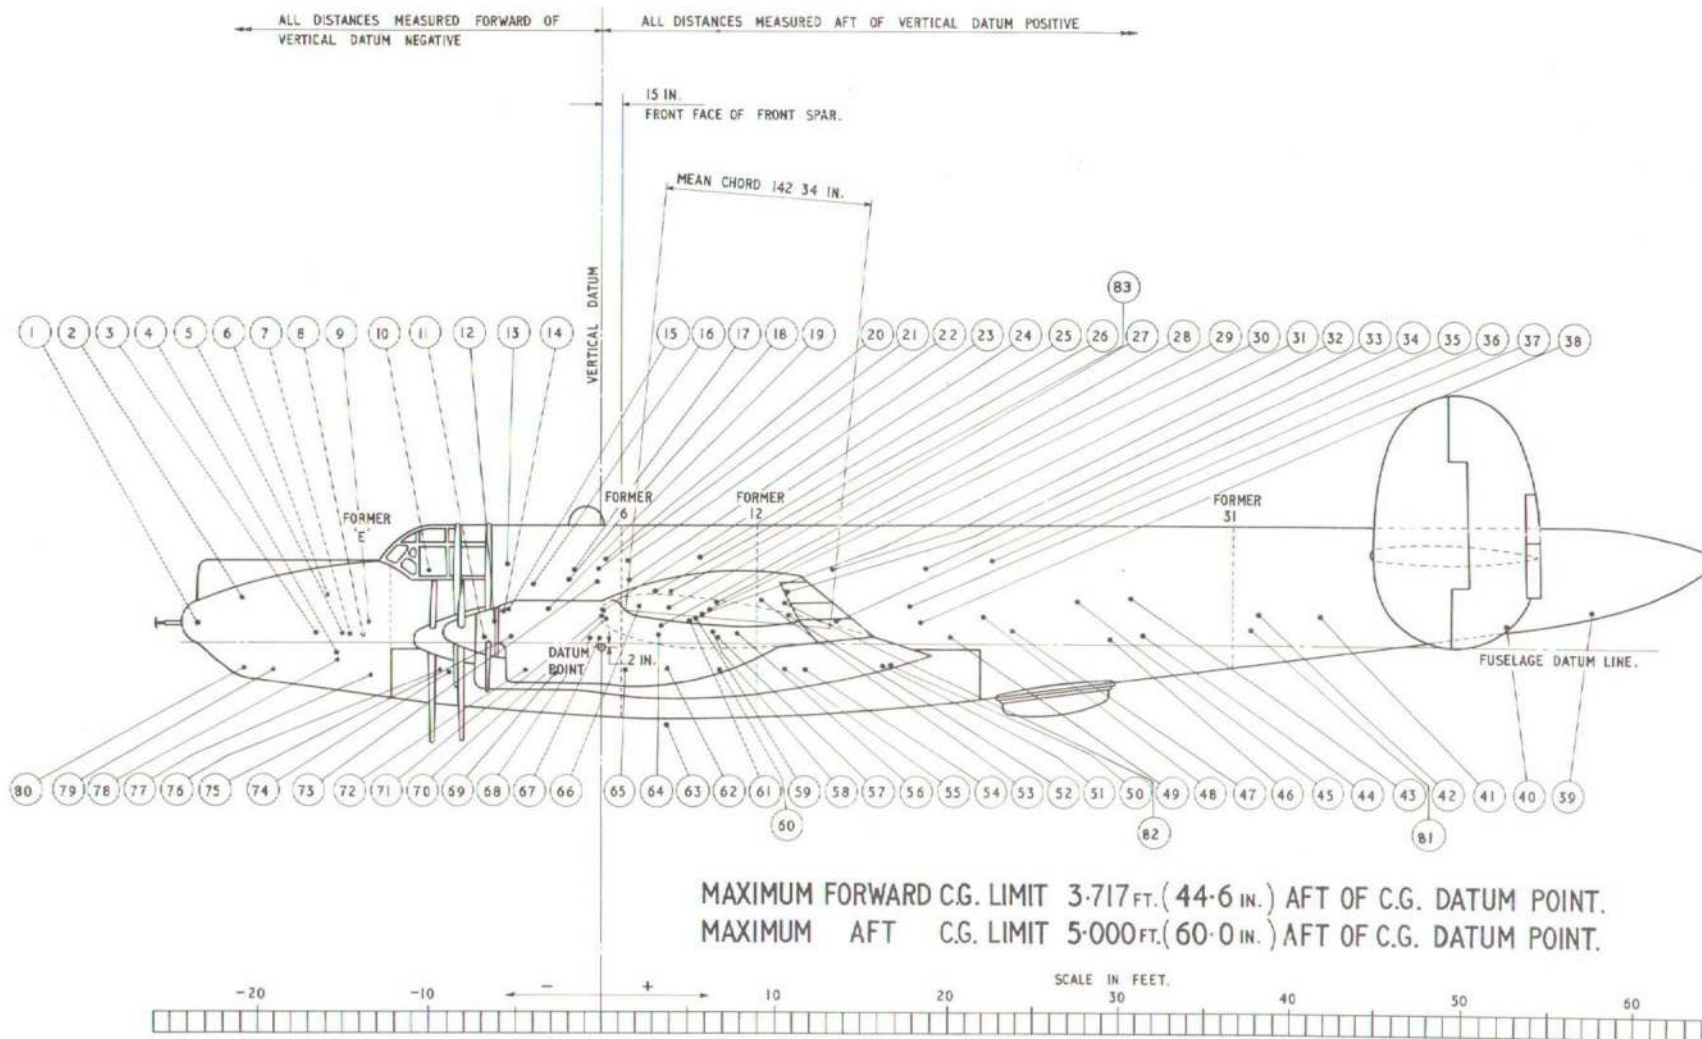 ALL DISTANCES MEASURED FORWARD OF
VERTICAL DATUM NEGATIVE
ALL DISTANCES MEASURED AFT OF VERTICAL DATUM POSITIVE
15 IN.
FRONT FACE OF FRONT SPAR.
MEAN CHORD 142·34 IN.
VERTICAL DATUM
83
1 2 3 4 5 6 7 8 9 10 11 12 13 14 15 16 17 18 19 20 21 22 23 24 25 26 27 28 29 30 31 32 33 34 35 36 37 38
FORMER
'E'
FORMER
6
FORMER
12
FORMER
31
DATUM
POINT
2 IN.
FUSELAGE DATUM LINE.
80 79 78 77 76 75 74 73 72 71 70 69 68 67 66 65 64 63 62 61 59 58 57 56 55 54 53 52 51 50 49 48 47 46 45 44 43 42 41 40 39
60
82
81
MAXIMUM FORWARD C.G. LIMIT 3·717 FT. (44·6 IN.) AFT OF C.G. DATUM POINT.
MAXIMUM AFT C.G. LIMIT 5·000 FT. (60·0 IN.) AFT OF C.G. DATUM POINT.
SCALE IN FEET.
-20 -10 - + 10 20 30 40 50 60